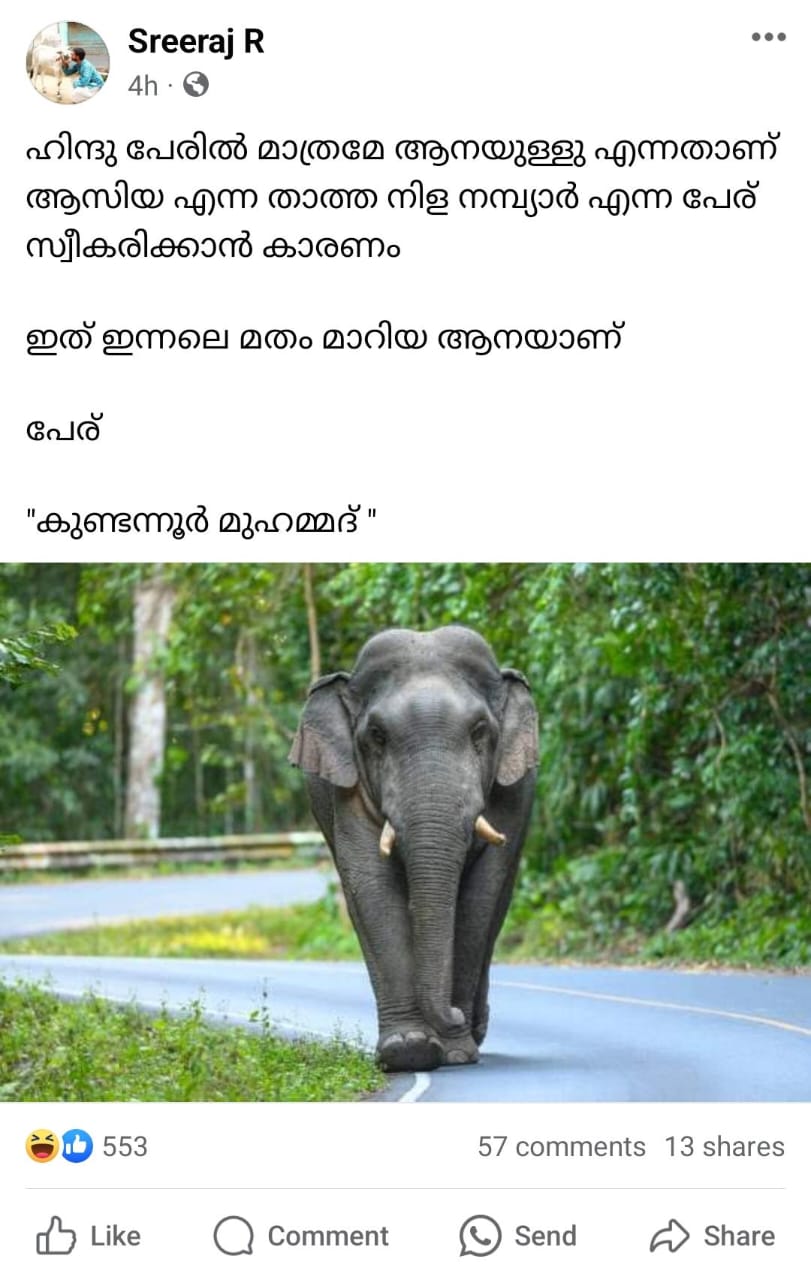 Sreeraj R
4h ·
ഹിന്ദു പേരിൽ മാത്രമേ ആനയുള്ളു എന്നതാണ്
ആസിയ എന്ന താത്ത നിള നമ്പ്യാർ എന്ന പേര്
സ്വീകരിക്കാൻ കാരണം
ഇത് ഇന്നലെ മതം മാറിയ ആനയാണ്
പേര്
"കുണ്ടന്നൂർ മുഹമ്മദ് "
553
57 comments 13 shares
Like Comment Send Share